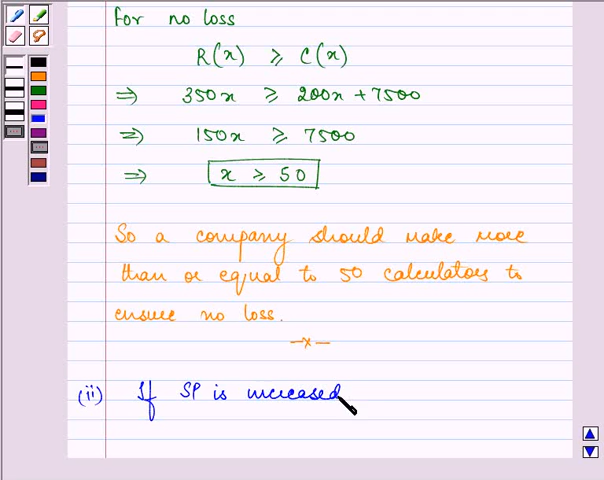 For no loss
R(x) ⩾ C(x)
⇒ 350x ⩾ 200x + 7500
⇒ 150x ⩾ 7500
⇒ x ⩾ 50
So a company should make more
than or equal to 50 calculators to
ensure no loss.
—x—
(ii) If SP is increased